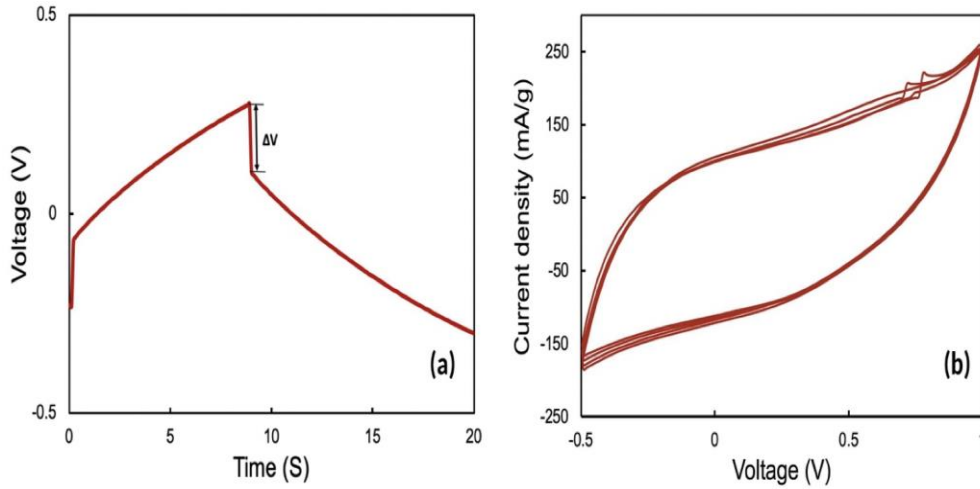 0.5
0
-0.5
Voltage (V)
ΔV
(a)
0 5 10 15 20
Time (S)
250
150
50
-50
-150
-250
Current density (mA/g)
(b)
-0.5 0 0.5
Voltage (V)